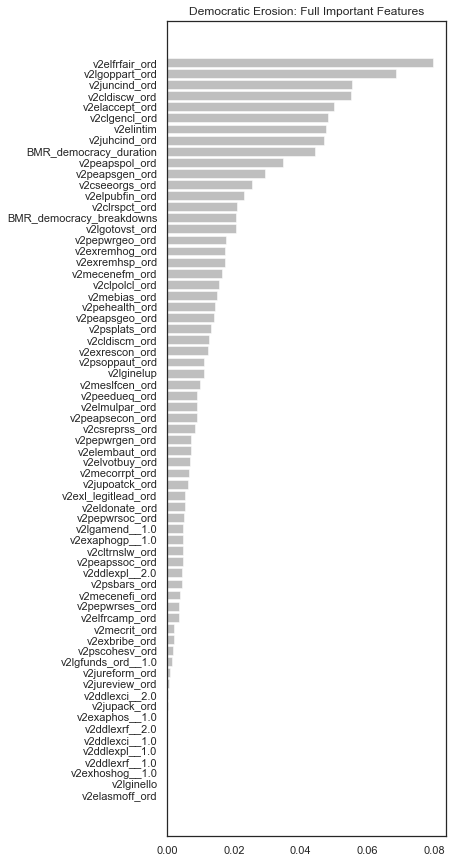 Democratic Erosion: Full Important Features
v2elfrfair_ord
v2lgoppart_ord
v2juncind_ord
v2cldiscw_ord
v2elaccept_ord
v2clgencl_ord
v2elintim
v2juhcind_ord
BMR_democracy_duration
v2peapspol_ord
v2peapsgen_ord
v2cseeorgs_ord
v2elpubfin_ord
v2clrspct_ord
BMR_democracy_breakdowns
v2lgotovst_ord
v2pepwrgeo_ord
v2exremhog_ord
v2exremhsp_ord
v2mecenefm_ord
v2clpolcl_ord
v2mebias_ord
v2pehealth_ord
v2peapsgeo_ord
v2psplats_ord
v2cldiscm_ord
v2exrescon_ord
v2psoppaut_ord
v2lginelup
v2meslfcen_ord
v2peedueq_ord
v2elmulpar_ord
v2peapsecon_ord
v2csreprss_ord
v2pepwrgen_ord
v2elembaut_ord
v2elvotbuy_ord
v2mecorrpt_ord
v2jupoatck_ord
v2exl_legitlead_ord
v2eldonate_ord
v2pepwrsoc_ord
v2lgamend__1.0
v2exaphogp__1.0
v2cltrnslw_ord
v2peapssoc_ord
v2ddlexpl__2.0
v2psbars_ord
v2mecenefi_ord
v2pepwrses_ord
v2elfrcamp_ord
v2mecrit_ord
v2exbribe_ord
v2pscohesv_ord
v2lgfunds_ord__1.0
v2jureform_ord
v2jureview_ord
v2ddlexci__2.0
v2jupack_ord
v2exaphos__1.0
v2ddlexrf__2.0
v2ddlexci__1.0
v2ddlexpl__1.0
v2ddlexrf__1.0
v2exhoshog__1.0
v2lginello
v2elasmoff_ord
0.00 0.02 0.04 0.06 0.08